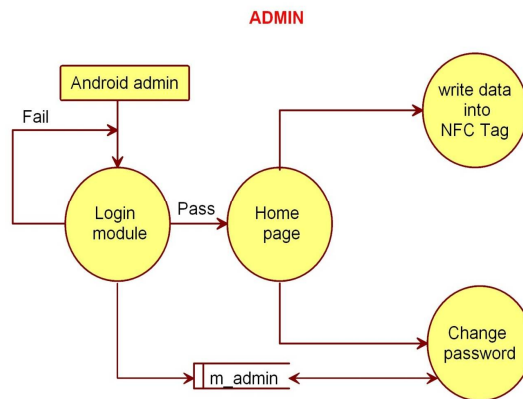 ADMIN
Android admin
Fail
write data
into
NFC Tag
Login
module
Pass
Home
page
Change
password
m_admin